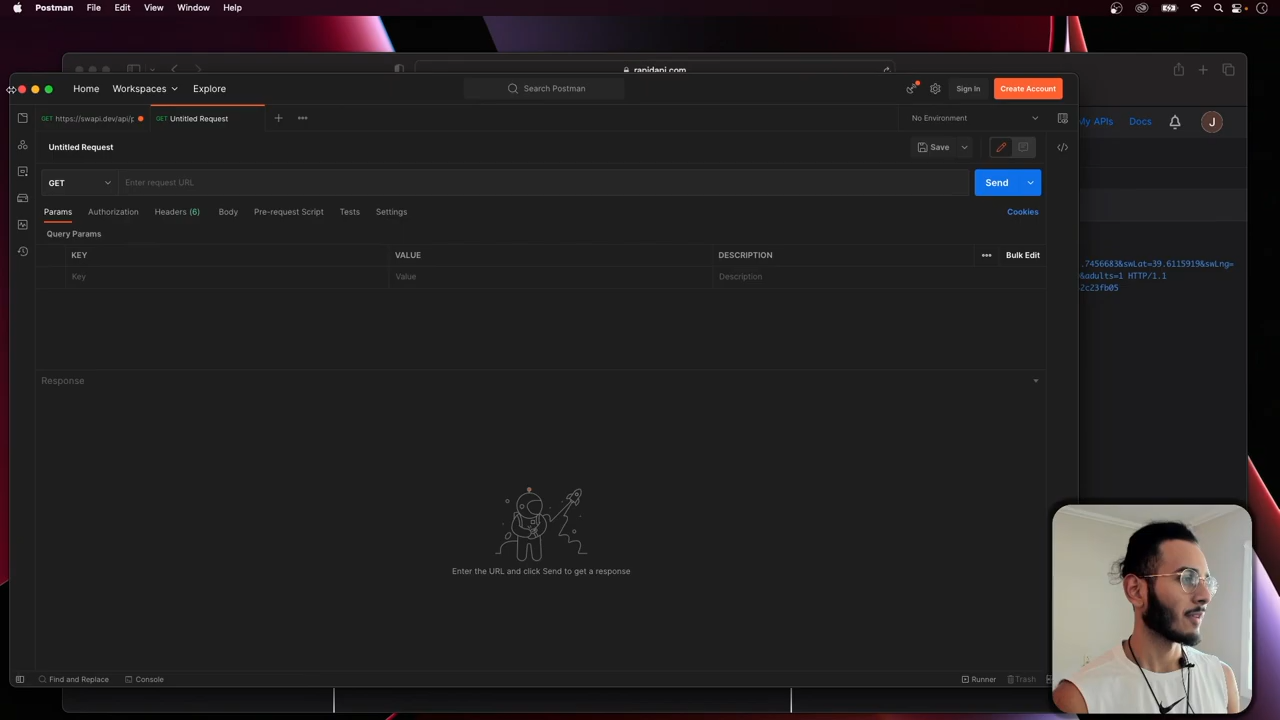 Postman File Edit View Window Help
rapidapi.com
Home Workspaces Explore Search Postman Sign In Create Account
GET https://swapi.dev/api/p GET Untitled Request No Environment
My APIs Docs J
Untitled Request Save
GET Enter request URL Send
Params Authorization Headers (6) Body Pre-request Script Tests Settings Cookies
Query Params
KEY VALUE DESCRIPTION Bulk Edit
Key Value Description
.7456683&swLat=39.6115919&swLng=
&adults=1 HTTP/1.1
2c23fb05
Response
Enter the URL and click Send to get a response
Find and Replace Console Runner Trash